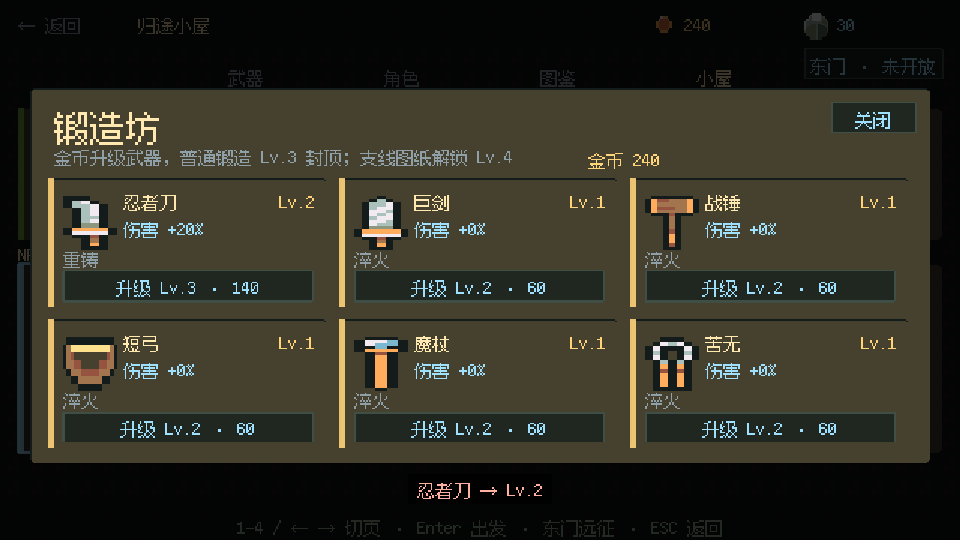 ← 返回 归途小屋 240 30
武器 角色 图鉴 小屋 东门 · 未开放
锻造坊 关闭
金币升级武器，普通锻造 Lv.3 封顶；支线图纸解锁 Lv.4 金币 240
忍者刀 Lv.2
伤害 +20%
重铸
升级 Lv.3 · 140
巨剑 Lv.1
伤害 +0%
淬火
升级 Lv.2 · 60
战锤 Lv.1
伤害 +0%
淬火
升级 Lv.2 · 60
短弓 Lv.1
伤害 +0%
淬火
升级 Lv.2 · 60
魔杖 Lv.1
伤害 +0%
淬火
升级 Lv.2 · 60
苦无 Lv.1
伤害 +0%
淬火
升级 Lv.2 · 60
忍者刀 → Lv.2
1-4 / ← → 切页 · Enter 出发 · 东门远征 · ESC 返回